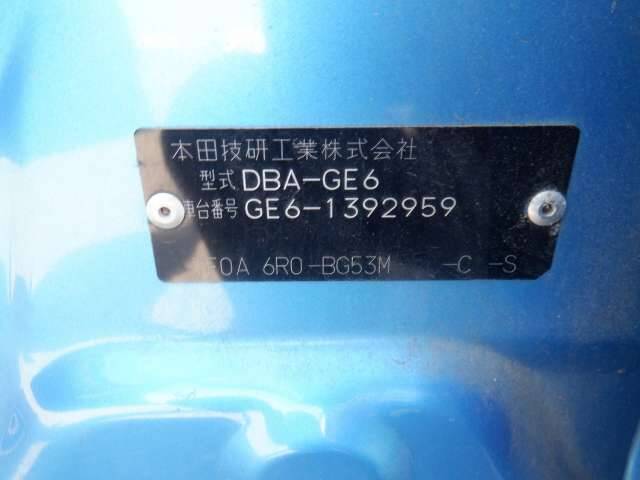 本田技研工業株式会社
型式 DBA-GE6
車台番号 GE6-1392959
F0A 6R0-BG53M -C -S